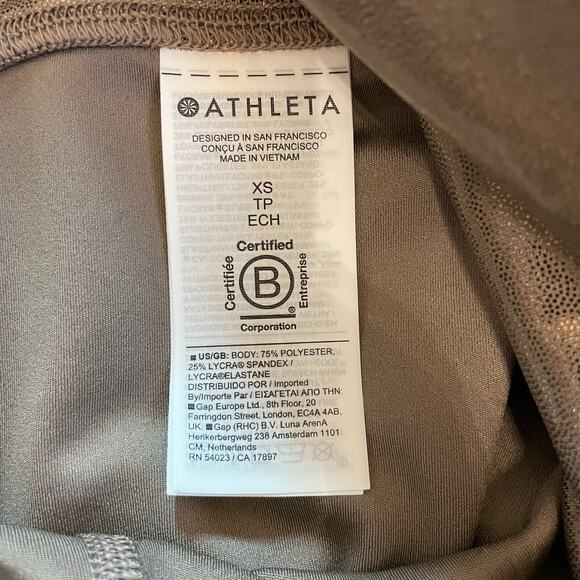 ATHLETA
DESIGNED IN SAN FRANCISCO
CONÇU À SAN FRANCISCO
MADE IN VIETNAM
XS
TP
ECH
Certified
Certifiée
B
Entreprise
®
Corporation
US/GB: BODY: 75% POLYESTER,
25% LYCRA® SPANDEX /
LYCRA®ELASTANE
DISTRIBUIDO POR / Imported
By/Importe Par / ΕΙΣΑΓΕΤΑΙ ΑΠΟ ΤΗΝ:
Gap Europe Ltd., 8th Floor, 20
Farringdon Street, London, EC4A 4AB,
UK. Gap (RHC) B.V. Luna ArenA
Herikerbergweg 238 Amsterdam 1101
CM, Netherlands
RN 54023 / CA 17897